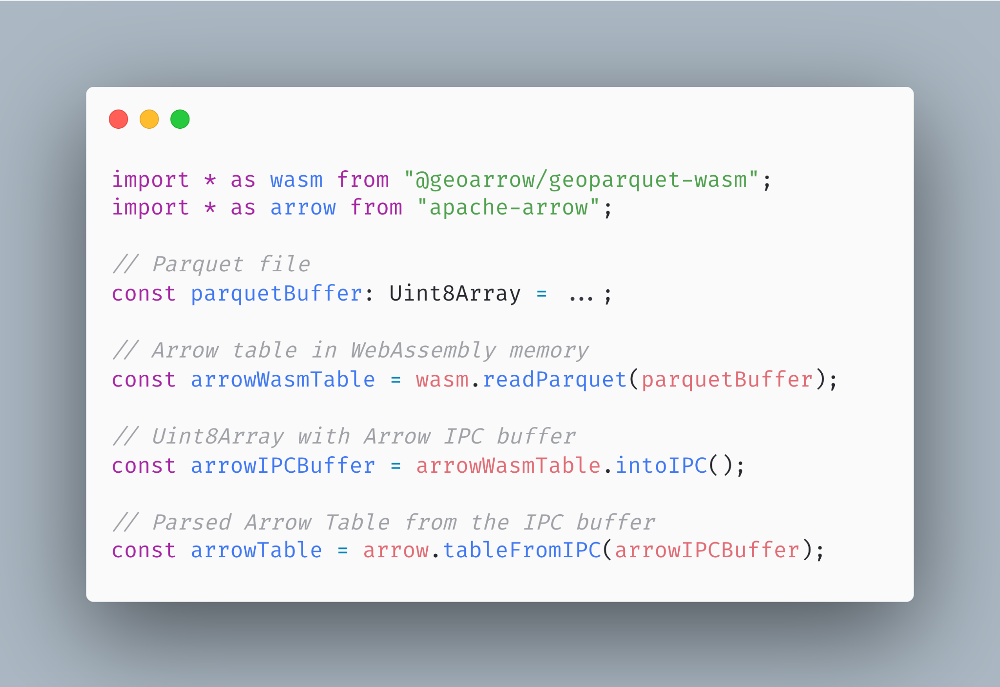 import * as wasm from "@geoarrow/geoparquet-wasm";
import * as arrow from "apache-arrow";
// Parquet file
const parquetBuffer: Uint8Array = ...;
// Arrow table in WebAssembly memory
const arrowWasmTable = wasm.readParquet(parquetBuffer);
// Uint8Array with Arrow IPC buffer
const arrowIPCBuffer = arrowWasmTable.intoIPC();
// Parsed Arrow Table from the IPC buffer
const arrowTable = arrow.tableFromIPC(arrowIPCBuffer);